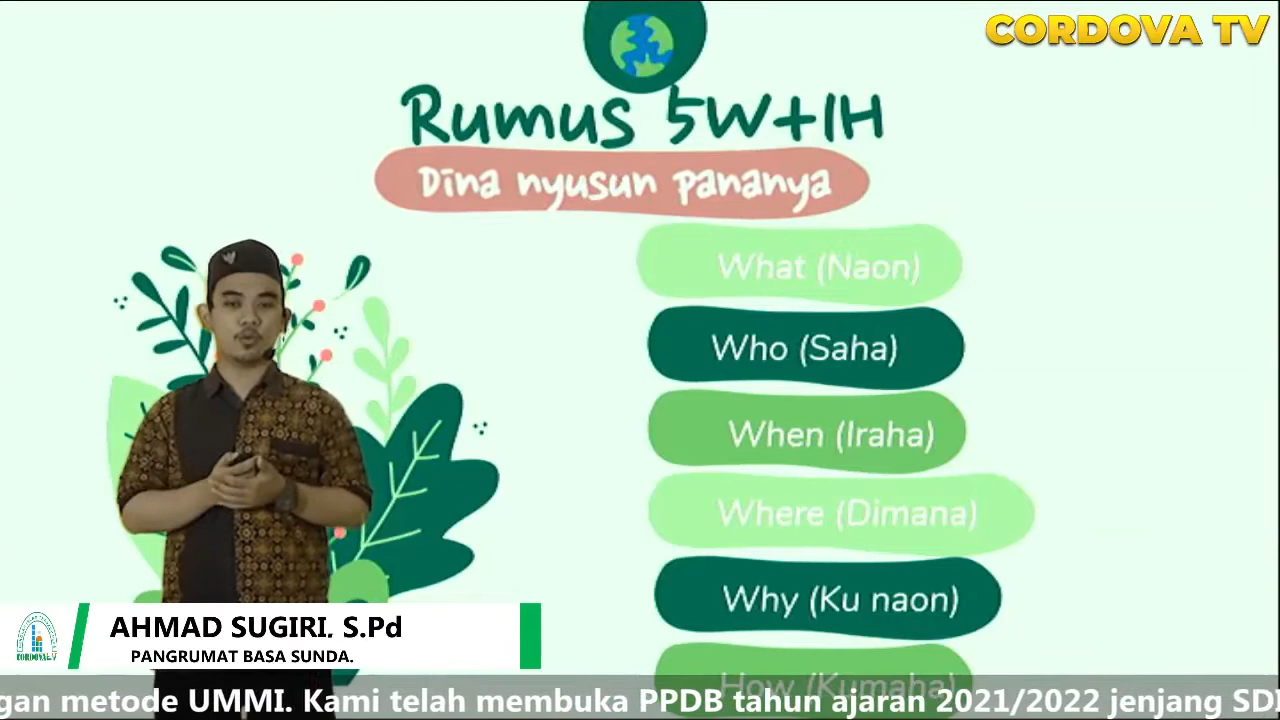 CORDOVA TV
Rumus 5W+1H
Dina nyusun pananya
What (Naon)
Who (Saha)
When (Iraha)
Where (Dimana)
Why (Ku naon)
How (Kumaha)
AHMAD SUGIRI. S.Pd
PANGRUMAT BASA SUNDA.
gan metode UMMI. Kami telah membuka PPDB tahun ajaran 2021/2022 jenjang SD